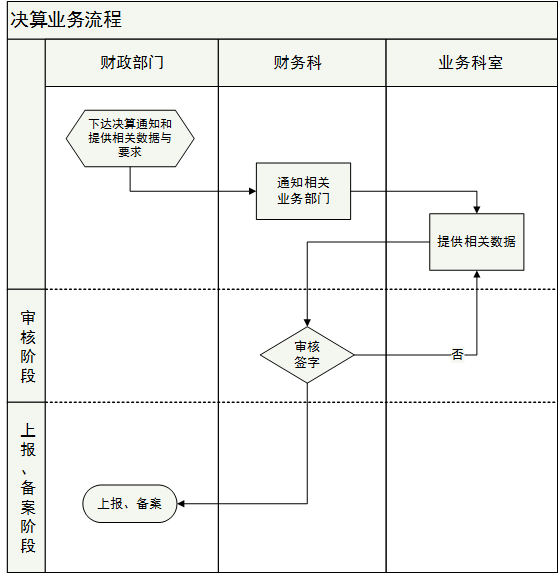 决算业务流程
财政部门
财务科
业务科室
下达决算通知和
提供相关数据与
要求
通知相关
业务部门
提供相关数据
审
核
阶
段
审核
签字
否
上
报
、
备
案
阶
段
上报、备案